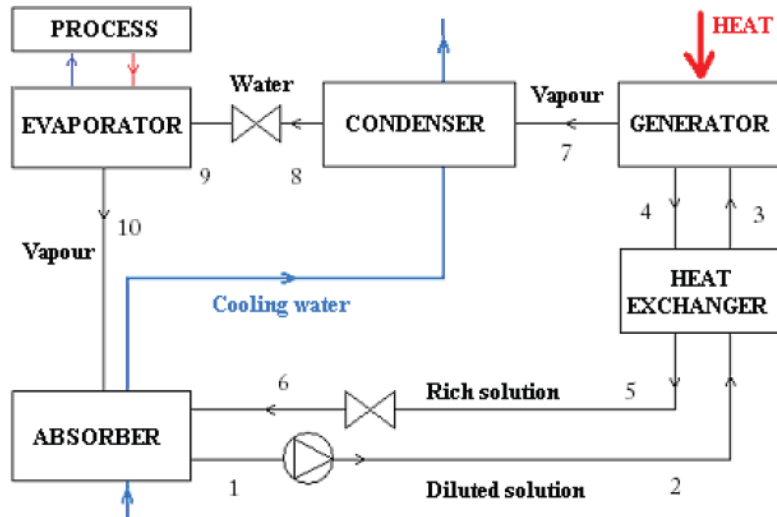 PROCESS
HEAT
Water
Vapour
EVAPORATOR
CONDENSER
GENERATOR
9
8
7
4
3
10
Vapour
HEAT
EXCHANGER
Cooling water
6
Rich solution
5
ABSORBER
1
Diluted solution
2